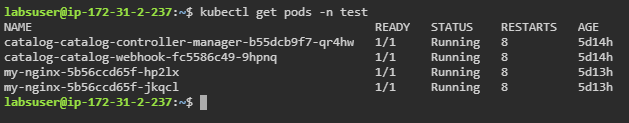 labsuser@ip-172-31-2-237:~$ kubectl get pods -n test
NAME READY STATUS RESTARTS AGE
catalog-catalog-controller-manager-b55dcb9f7-qr4hw 1/1 Running 8 5d14h
catalog-catalog-webhook-fc5586c49-9hpnq 1/1 Running 8 5d14h
my-nginx-5b56ccd65f-hp2lx 1/1 Running 8 5d13h
my-nginx-5b56ccd65f-jkqcl 1/1 Running 8 5d13h
labsuser@ip-172-31-2-237:~$